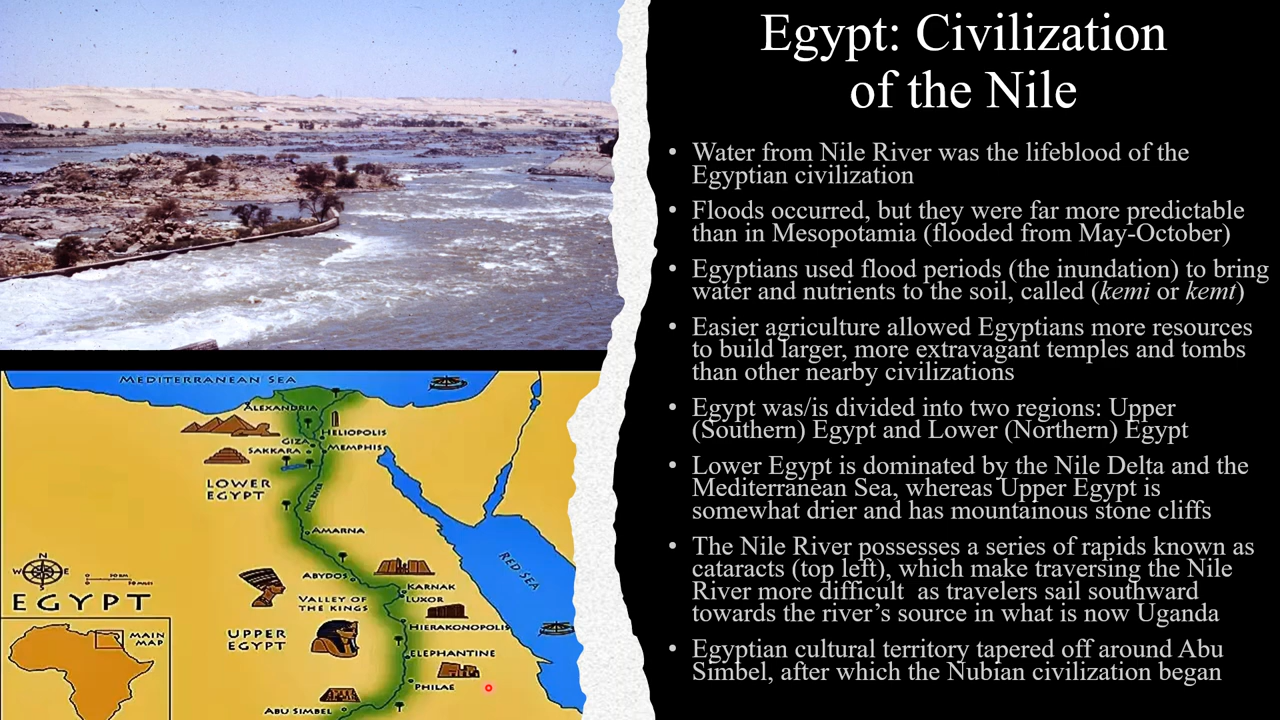 Egypt: Civilization
of the Nile
• Water from Nile River was the lifeblood of the
Egyptian civilization
• Floods occurred, but they were far more predictable
than in Mesopotamia (flooded from May-October)
• Egyptians used flood periods (the inundation) to bring
water and nutrients to the soil, called (kemi or kemt)
• Easier agriculture allowed Egyptians more resources
to build larger, more extravagant temples and tombs
than other nearby civilizations
• Egypt was/is divided into two regions: Upper
(Southern) Egypt and Lower (Northern) Egypt
• Lower Egypt is dominated by the Nile Delta and the
Mediterranean Sea, whereas Upper Egypt is
somewhat drier and has mountainous stone cliffs
• The Nile River possesses a series of rapids known as
cataracts (top left), which make traversing the Nile
River more difficult  as travelers sail southward
towards the river’s source in what is now Uganda
• Egyptian cultural territory tapered off around Abu
Simbel, after which the Nubian civilization began
MEDITERRANEAN SEA
ALEXANDRIA
HELIOPOLIS
GIZA
MEMPHIS
SAKKARA
LOWER
EGYPT
NILE RIVER
AMARNA
RED SEA
N
W E
S
50 MILES
EGYPT
MAIN
MAP
ABYDOS
KARNAK
LUXOR
VALLEY OF
THE KINGS
HIERAKONOPOLIS
UPPER
EGYPT
ELEPHANTINE
PHILAE
ABU SIMBEL